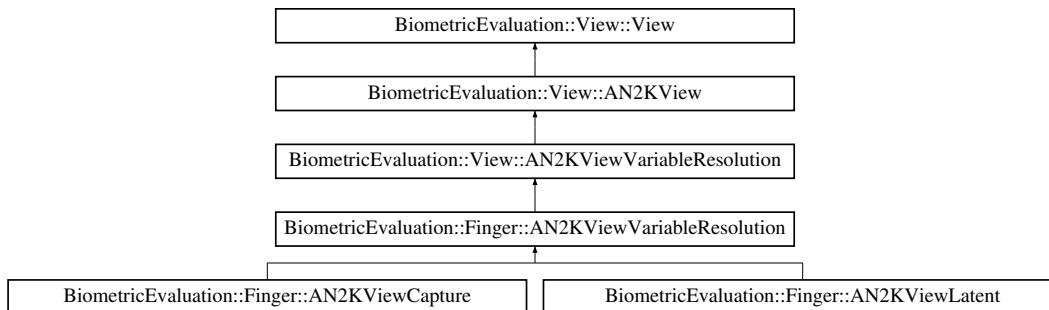 BiometricEvaluation::View::View
BiometricEvaluation::View::AN2KView
BiometricEvaluation::View::AN2KViewVariableResolution
BiometricEvaluation::Finger::AN2KViewVariableResolution
BiometricEvaluation::Finger::AN2KViewCapture
BiometricEvaluation::Finger::AN2KViewLatent